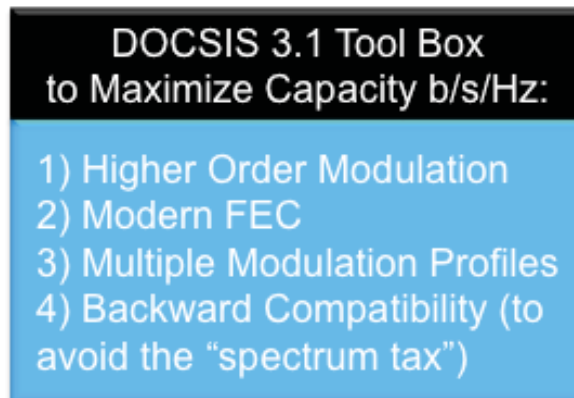 DOCSIS 3.1 Tool Box
to Maximize Capacity b/s/Hz:
1) Higher Order Modulation
2) Modern FEC
3) Multiple Modulation Profiles
4) Backward Compatibility (to
avoid the “spectrum tax”)